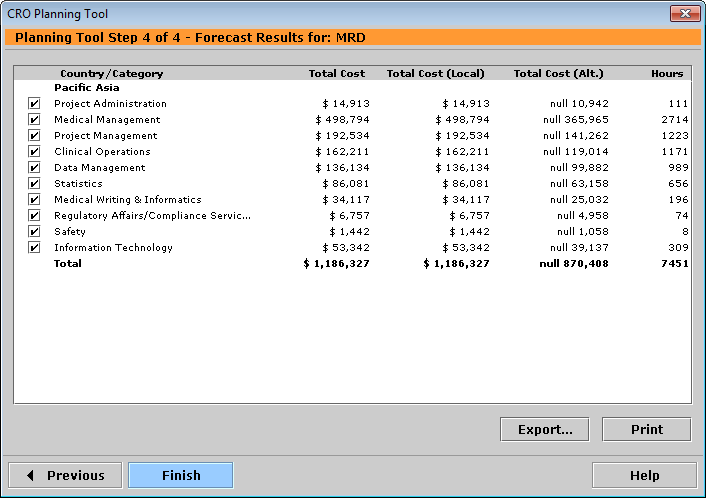 CRO Planning Tool
Planning Tool Step 4 of 4 - Forecast Results for: MRD
Country/Category Total Cost Total Cost (Local) Total Cost (Alt.) Hours
Pacific Asia
Project Administration $ 14,913 $ 14,913 null 10,942 111
Medical Management $ 498,794 $ 498,794 null 365,965 2714
Project Management $ 192,534 $ 192,534 null 141,262 1223
Clinical Operations $ 162,211 $ 162,211 null 119,014 1171
Data Management $ 136,134 $ 136,134 null 99,882 989
Statistics $ 86,081 $ 86,081 null 63,158 656
Medical Writing & Informatics $ 34,117 $ 34,117 null 25,032 196
Regulatory Affairs/Compliance Servic... $ 6,757 $ 6,757 null 4,958 74
Safety $ 1,442 $ 1,442 null 1,058 8
Information Technology $ 53,342 $ 53,342 null 39,137 309
Total $ 1,186,327 $ 1,186,327 null 870,408 7451
Export... Print
Previous Finish Help